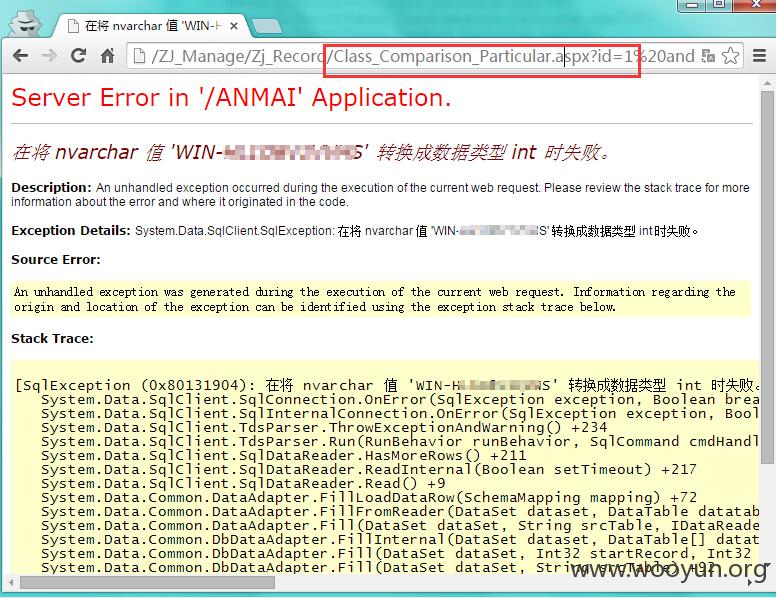 在将 nvarchar 值 'WIN-H
/ZJ_Manage/Zj_Record/Class_Comparison_Particular.aspx?id=1%20and
Server Error in '/ANMAI' Application.
在将 nvarchar 值 'WIN- S' 转换成数据类型 int 时失败。
Description: An unhandled exception occurred during the execution of the current web request. Please review the stack trace for more
information about the error and where it originated in the code.
Exception Details: System.Data.SqlClient.SqlException: 在将 nvarchar 值 'WIN- S' 转换成数据类型 int 时失败。
Source Error:
An unhandled exception was generated during the execution of the current web request. Information regarding the
origin and location of the exception can be identified using the exception stack trace below.
Stack Trace:
[SqlException (0x80131904): 在将 nvarchar 值 'WIN-H S' 转换成数据类型 int 时失败。
System.Data.SqlClient.SqlConnection.OnError(SqlException exception, Boolean brea
System.Data.SqlClient.SqlInternalConnection.OnError(SqlException exception, Bool
System.Data.SqlClient.TdsParser.ThrowExceptionAndWarning() +234
System.Data.SqlClient.TdsParser.Run(RunBehavior runBehavior, SqlCommand cmdHandl
System.Data.SqlClient.SqlDataReader.HasMoreRows() +211
System.Data.SqlClient.SqlDataReader.ReadInternal(Boolean setTimeout) +217
System.Data.SqlClient.SqlDataReader.Read() +9
System.Data.Common.DataAdapter.FillLoadDataRow(SchemaMapping mapping) +72
System.Data.Common.DataAdapter.FillFromReader(DataSet dataset, DataTable datatab
System.Data.Common.DataAdapter.Fill(DataSet dataSet, String srcTable, IDataReade
System.Data.Common.DbDataAdapter.FillInternal(DataSet dataset, DataTable[] datat
System.Data.Common.DbDataAdapter.Fill(DataSet dataSet, Int32 startRecord, Int32
System.Data.Common.DbDataAdapter.Fill(DataSet dataSet, String srcTable) +92
www.wooyun.org